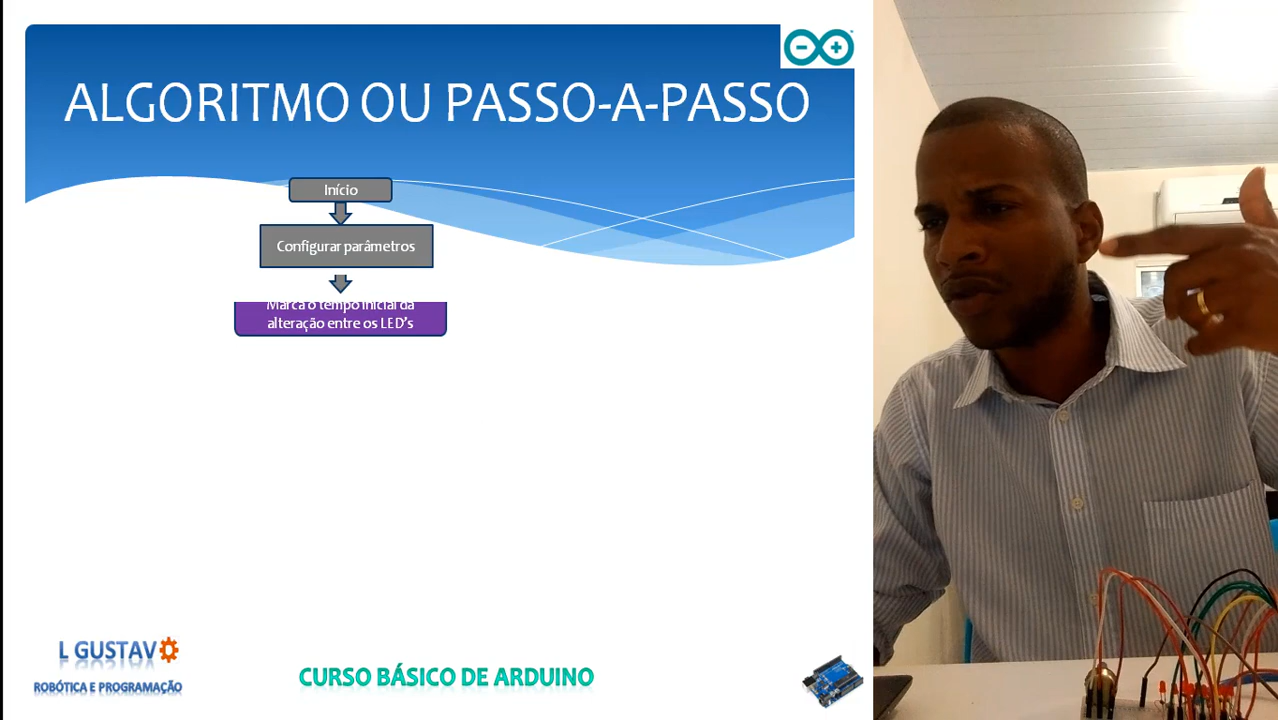 ALGORITMO OU PASSO-A-PASSO
Início
Configurar parâmetros
Marca o tempo inicial da
alteração entre os LED's
L GUSTAVO
ROBÓTICA E PROGRAMAÇÃO
CURSO BÁSICO DE ARDUINO